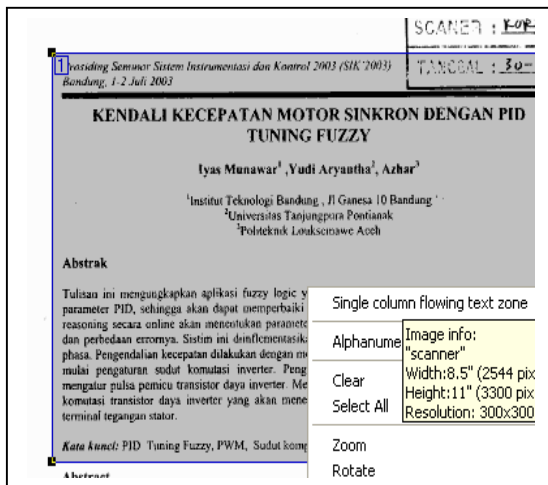 SCANER : KOR
TANGGAL : 30-
1
Prosiding Seminar Sistem Instrumentasi dan Kontrol 2003 (SIK'2003)
Bandung, 1-2 Juli 2003
KENDALI KECEPATAN MOTOR SINKRON DENGAN PID
TUNING FUZZY
Iyas Munawar¹ ,Yudi Aryantha², Azhar³
¹Institut Teknologi Bandung , Jl Ganesa 10 Bandung
²Universitas Tanjungpura Pontianak
³Politeknik Louksemawe Aceh
Abstrak
Tulisan ini mengungkapkan aplikasi fuzzy logic y
parameter PID, sehingga akan dapat memperbaiki
reasoning secara online akan menentukan paramete
dan perbedaan errornya. Sistim ini diinflementasik
phasa. Pengendalian kecepatan dilakukan dengan m
mulai pengaturan sudut komutasi inverter. Peng
mengatur pulsa pemicu transistor daya inverter. Me
komutasi transistor daya inverter yang akan mene
terminal tegangan stator.
Kata kunci: PID Tuning Fuzzy, PWM, Sudut komp
Abstract
Single column flowing text zone
Alphanume
Clear
Select All
Zoom
Rotate
Image info:
"scanner"
Width:8.5" (2544 pix
Height:11" (3300 pix
Resolution: 300x300